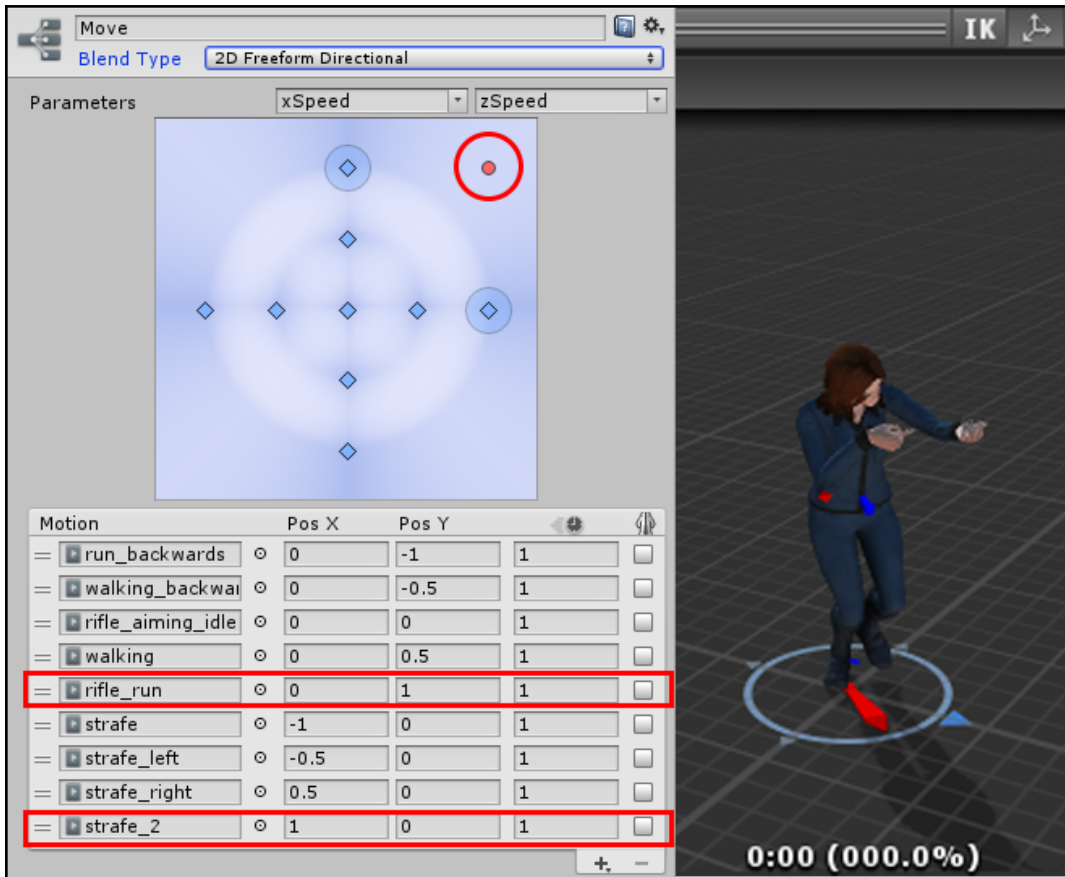 Move
IK
Blend Type 2D Freeform Directional
Parameters xSpeed zSpeed
Motion Pos X Pos Y
run_backwards 0 -1 1
walking_backwar 0 -0.5 1
rifle_aiming_idle 0 0 1
walking 0 0.5 1
rifle_run 0 1 1
strafe -1 0 1
strafe_left -0.5 0 1
strafe_right 0.5 0 1
strafe_2 1 0 1
0:00 (000.0%)